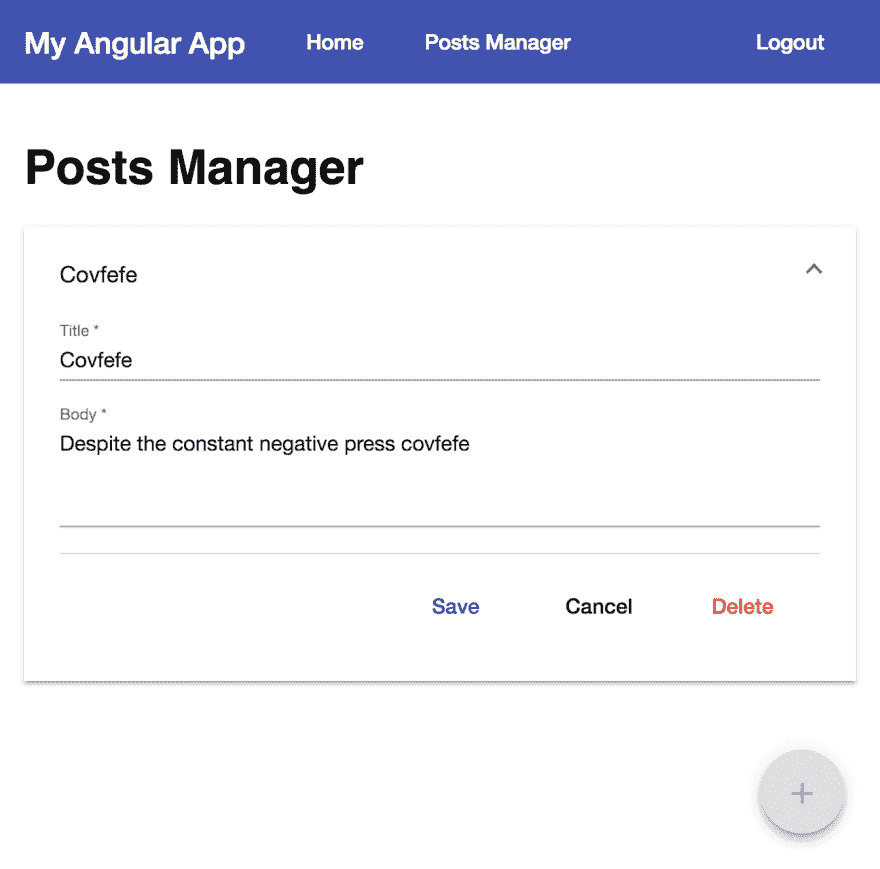 My Angular App Home Posts Manager Logout
Posts Manager
Covfefe
Title *
Covfefe
Body *
Despite the constant negative press covfefe
Save Cancel Delete
+